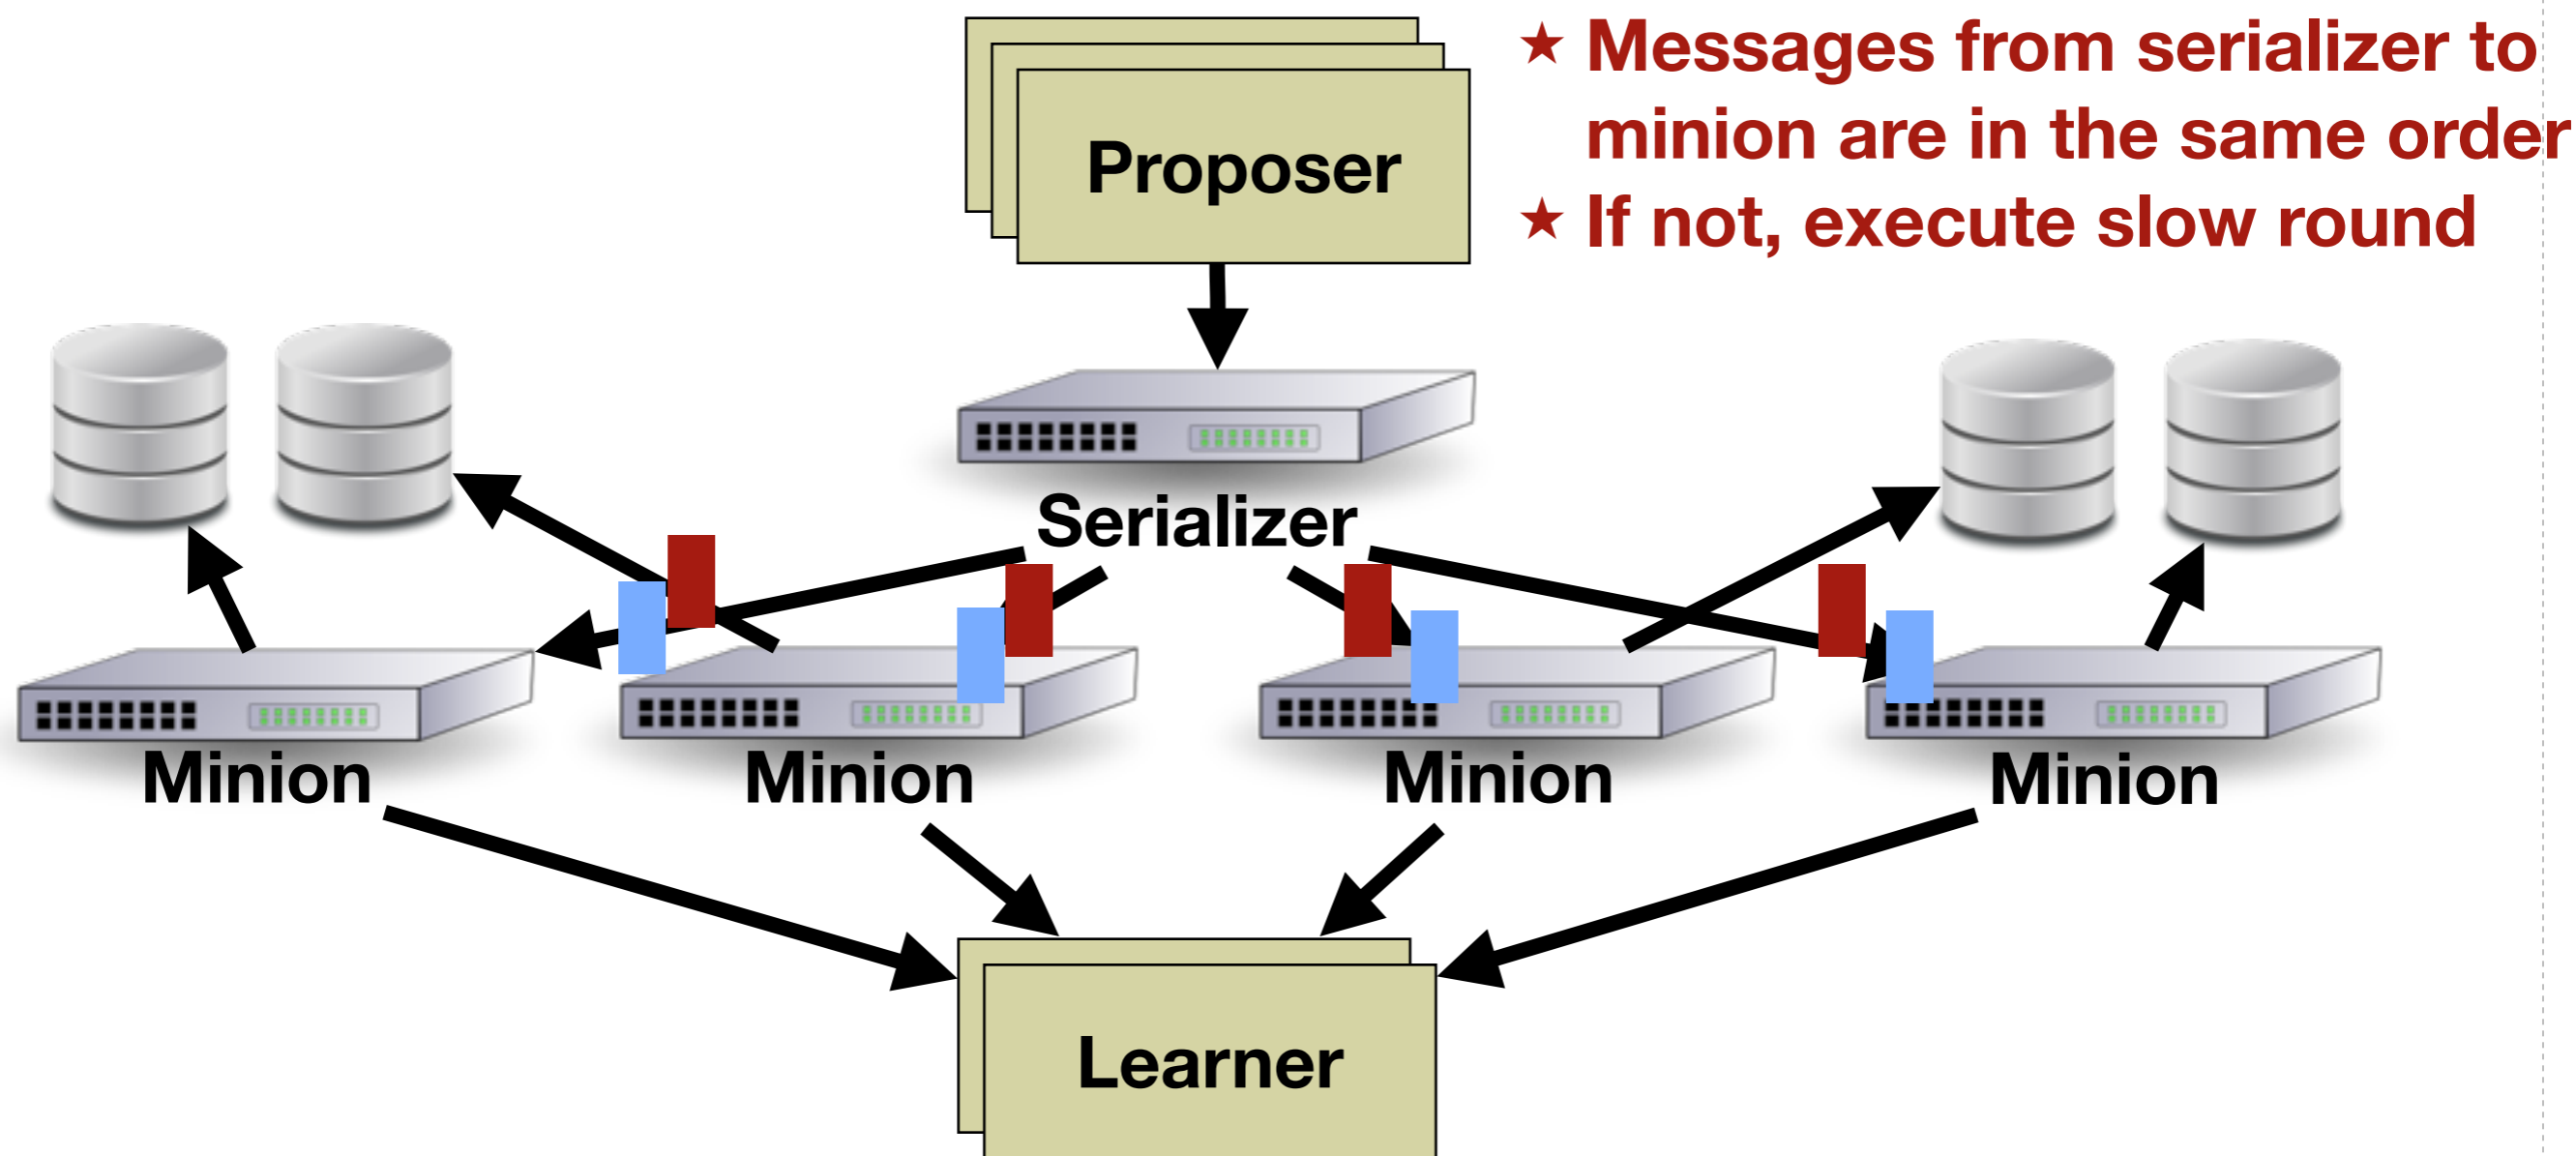 ★ Messages from serializer to
minion are in the same order
★ If not, execute slow round
Proposer
Serializer
Minion
Minion
Minion
Minion
Learner